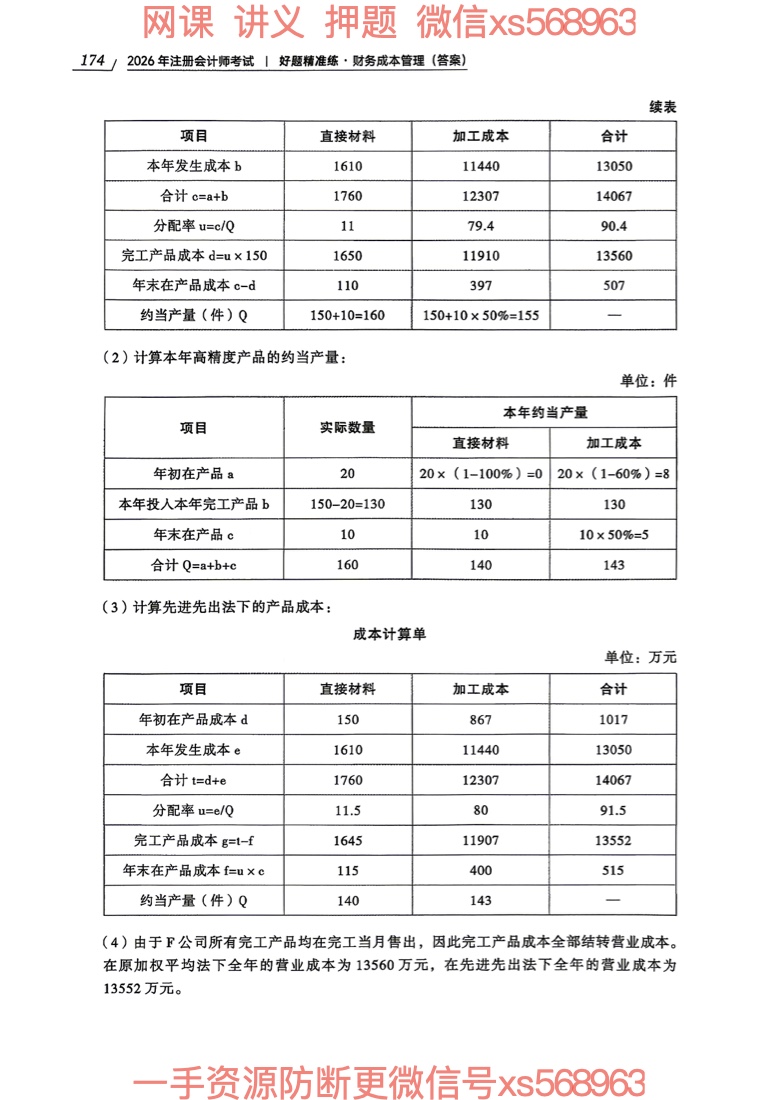 网课 讲义 押题 微信xs568963
174 / 2026年注册会计师考试 | 好题精准练·财务成本管理（答案）
续表
项目 直接材料 加工成本 合计
本年发生成本 b 1610 11440 13050
合计 c=a+b 1760 12307 14067
分配率 u=c/Q 11 79.4 90.4
完工产品成本 d=u×150 1650 11910 13560
年末在产品成本 c-d 110 397 507
约当产量（件）Q 150+10=160 150+10×50%=155 —
（2）计算本年高精度产品的约当产量：
单位：件
项目 实际数量 本年约当产量
直接材料 加工成本
年初在产品 a 20 20×（1-100%）=0 20×（1-60%）=8
本年投入本年完工产品 b 150-20=130 130 130
年末在产品 c 10 10 10×50%=5
合计 Q=a+b+c 160 140 143
（3）计算先进先出法下的产品成本：
成本计算单
单位：万元
项目 直接材料 加工成本 合计
年初在产品成本 d 150 867 1017
本年发生成本 e 1610 11440 13050
合计 t=d+e 1760 12307 14067
分配率 u=e/Q 11.5 80 91.5
完工产品成本 g=t-f 1645 11907 13552
年末在产品成本 f=u×c 115 400 515
约当产量（件）Q 140 143 —
（4）由于 F 公司所有完工产品均在完工当月售出，因此完工产品成本全部结转营业成本。
在原加权平均法下全年的营业成本为 13560 万元，在先进先出法下全年的营业成本为
13552 万元。
一手资源防断更微信号xs568963